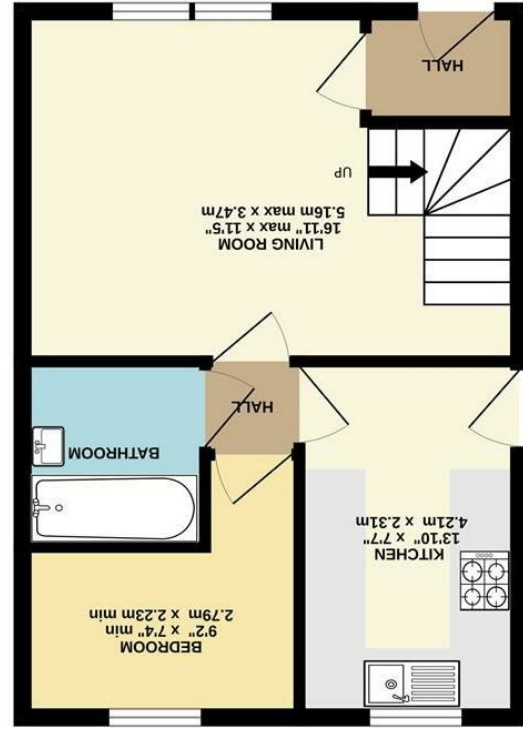 BEDROOM
9'2" x 7'4" min
2.79m x 2.23m min
KITCHEN
13'10" x 7'7"
4.21m x 2.31m
BATHROOM
HALL
LIVING ROOM
16'11" max x 11'5"
5.16m max x 3.47m
UP
HALL